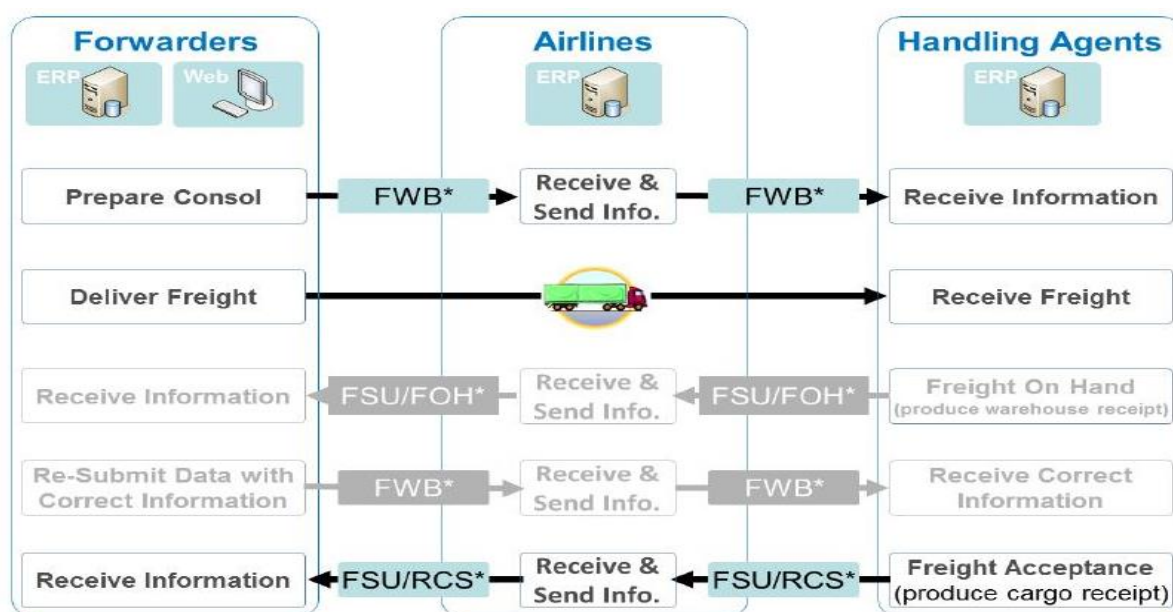 Forwarders
Airlines
Handling Agents
ERP
Web
ERP
ERP
Prepare Consol
FWB*
Receive &
Send Info.
FWB*
Receive Information
Deliver Freight
Receive Freight
Receive Information
FSU/FOH*
Receive &
Send Info.
FSU/FOH*
Freight On Hand
(produce warehouse receipt)
Re-Submit Data with
Correct Information
FWB*
Receive &
Send Info.
FWB*
Receive Correct
Information
Receive Information
FSU/RCS*
Receive &
Send Info.
FSU/RCS*
Freight Acceptance
(produce cargo receipt)